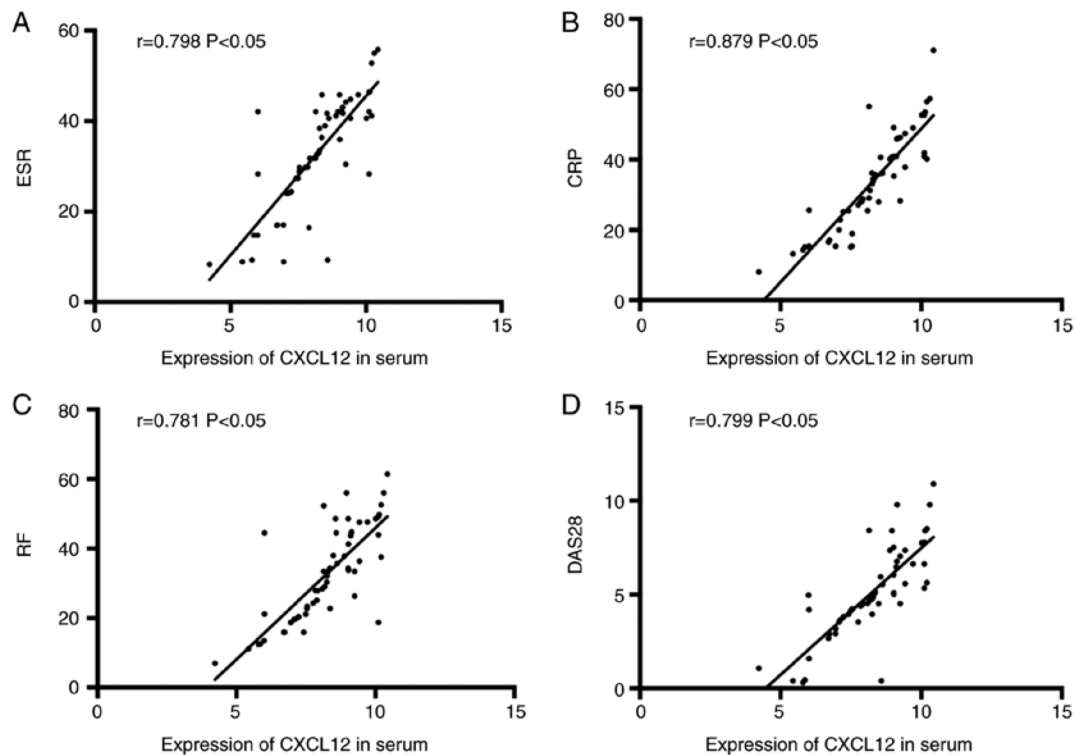 A
r=0.798 P<0.05
ESR
60
40
20
0
0 5 10 15
Expression of CXCL12 in serum
B
r=0.879 P<0.05
CRP
80
60
40
20
0
0 5 10 15
Expression of CXCL12 in serum
C
r=0.781 P<0.05
RF
80
60
40
20
0
0 5 10 15
Expression of CXCL12 in serum
D
r=0.799 P<0.05
DAS28
15
10
5
0
0 5 10 15
Expression of CXCL12 in serum